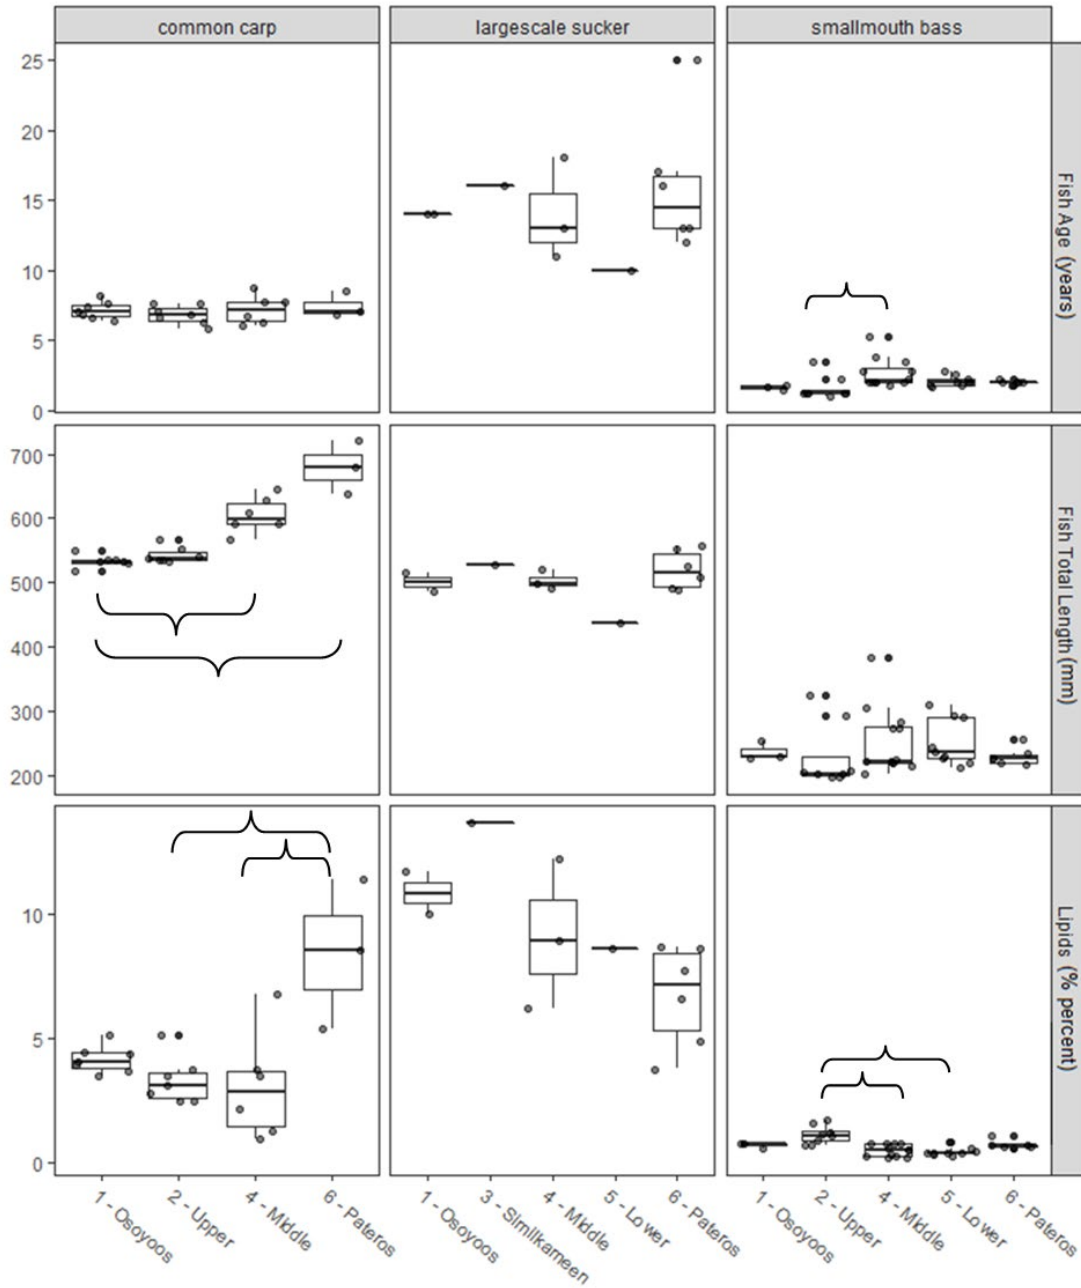 common carp
largescale sucker
smallmouth bass
25
20
15
10
5
0
Fish Age (years)
700
600
500
400
300
200
Fish Total Length (mm)
10
5
0
Lipids (% percent)
1 - Osoyoos
2 - Upper
4 - Middle
6 - Pateros
1 - Osoyoos
3 - Similkameen
4 - Middle
5 - Lower
6 - Pateros
1 - Osoyoos
2 - Upper
4 - Middle
5 - Lower
6 - Pateros